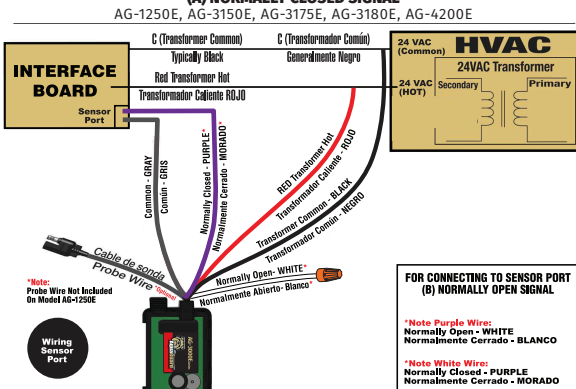 (A) NORMALLY CLOSED SIGNAL
AG-1250E, AG-3150E, AG-3175E, AG-3180E, AG-4200E
INTERFACE
BOARD
Sensor
Port
C (Transformer Common)
Typically Black
C (Transformador Común)
Generalmente Negro
Red Transformer Hot
Transformador Caliente ROJO
24 VAC
(Common)
HVAC
24VAC Transformer
24 VAC
(HOT)
Secondary
Primary
Common - GRAY
Común - GRIS
Normally Closed - PURPLE*
Normalmente Cerrado - MORADO*
RED Transformer Hot
Transformador Caliente - ROJO
Transformer Common - BLACK
Transformador Común - NEGRO
Cable de sonda
Probe Wire *Optional
Normally Open- WHITE*
Normalmente Abierto- Blanco*
*Note:
Probe Wire Not Included
On Model AG-1250E
Wiring
Sensor
Port
FOR CONNECTING TO SENSOR PORT
(B) NORMALLY OPEN SIGNAL
*Note Purple Wire:
Normally Open - WHITE
Normalmente Cerrado - BLANCO
*Note White Wire:
Normally Closed - PURPLE
Normalmente Cerrado - MORADO